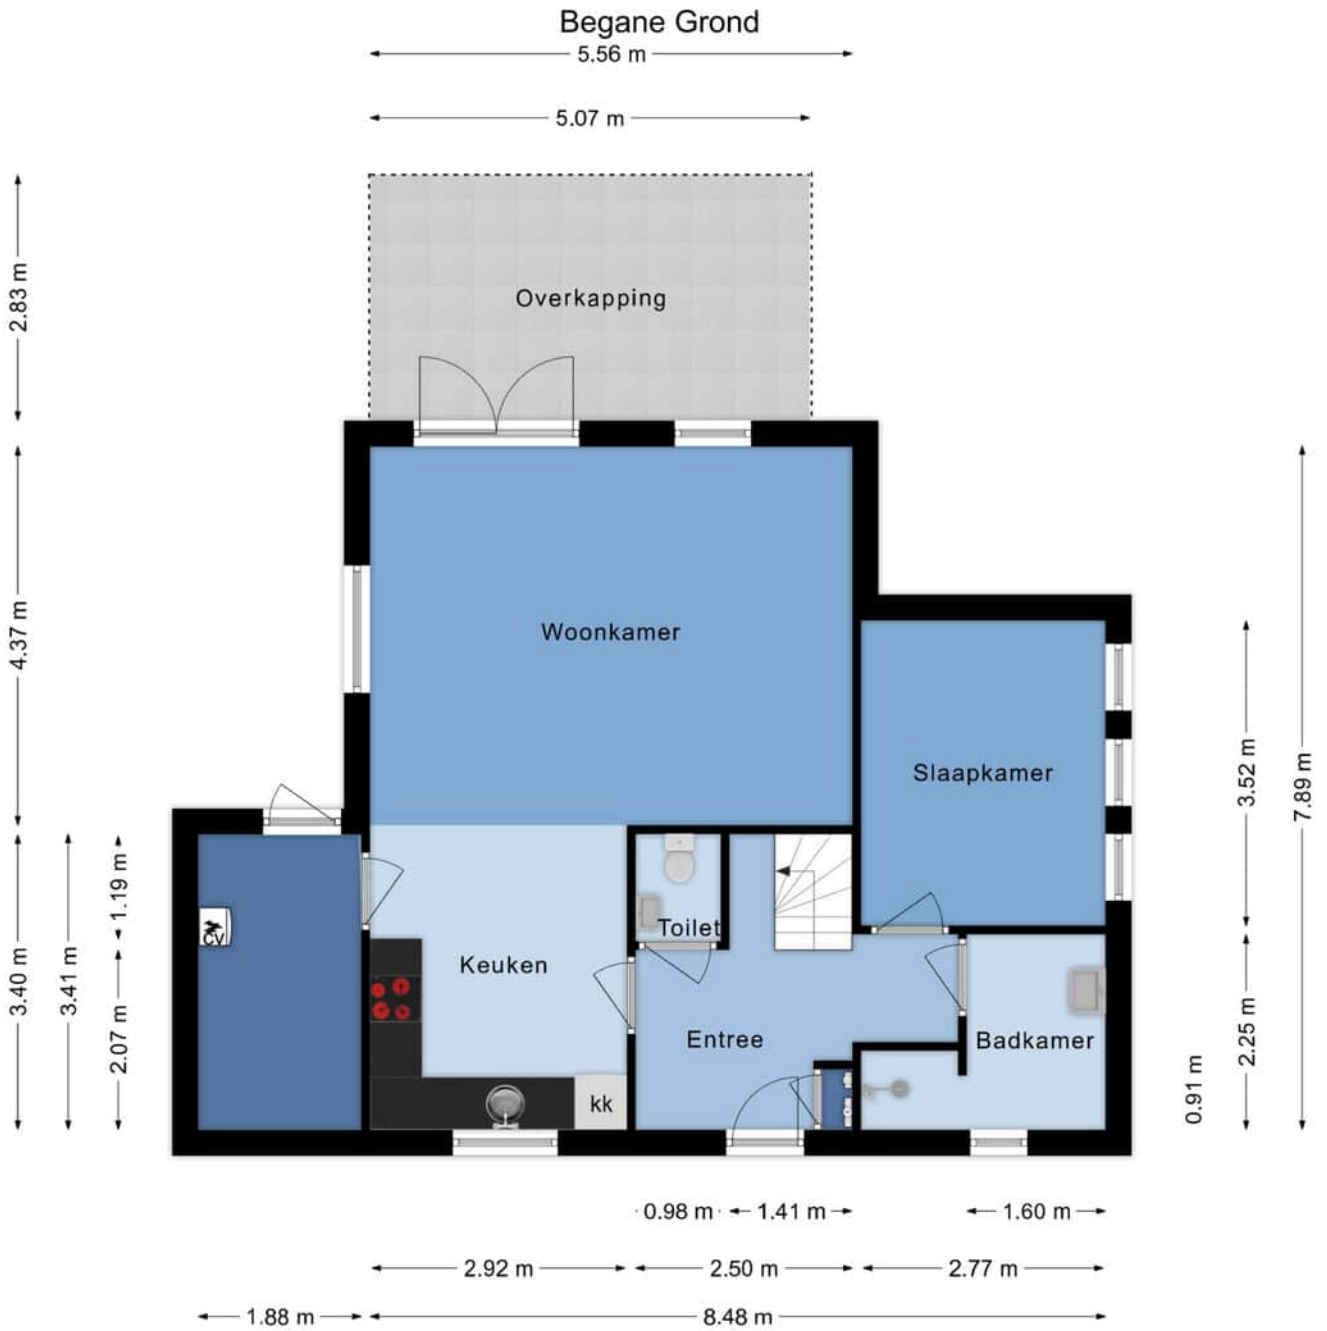 Begane Grond
5.56 m
5.07 m
2.83 m
Overkapping
4.37 m
Woonkamer
Slaapkamer
3.52 m
7.89 m
CV
3.40 m
3.41 m
1.19 m
2.07 m
Keuken
kk
Toilet
Entree
Badkamer
0.91 m
2.25 m
0.98 m
1.41 m
1.60 m
2.92 m
2.50 m
2.77 m
1.88 m
8.48 m